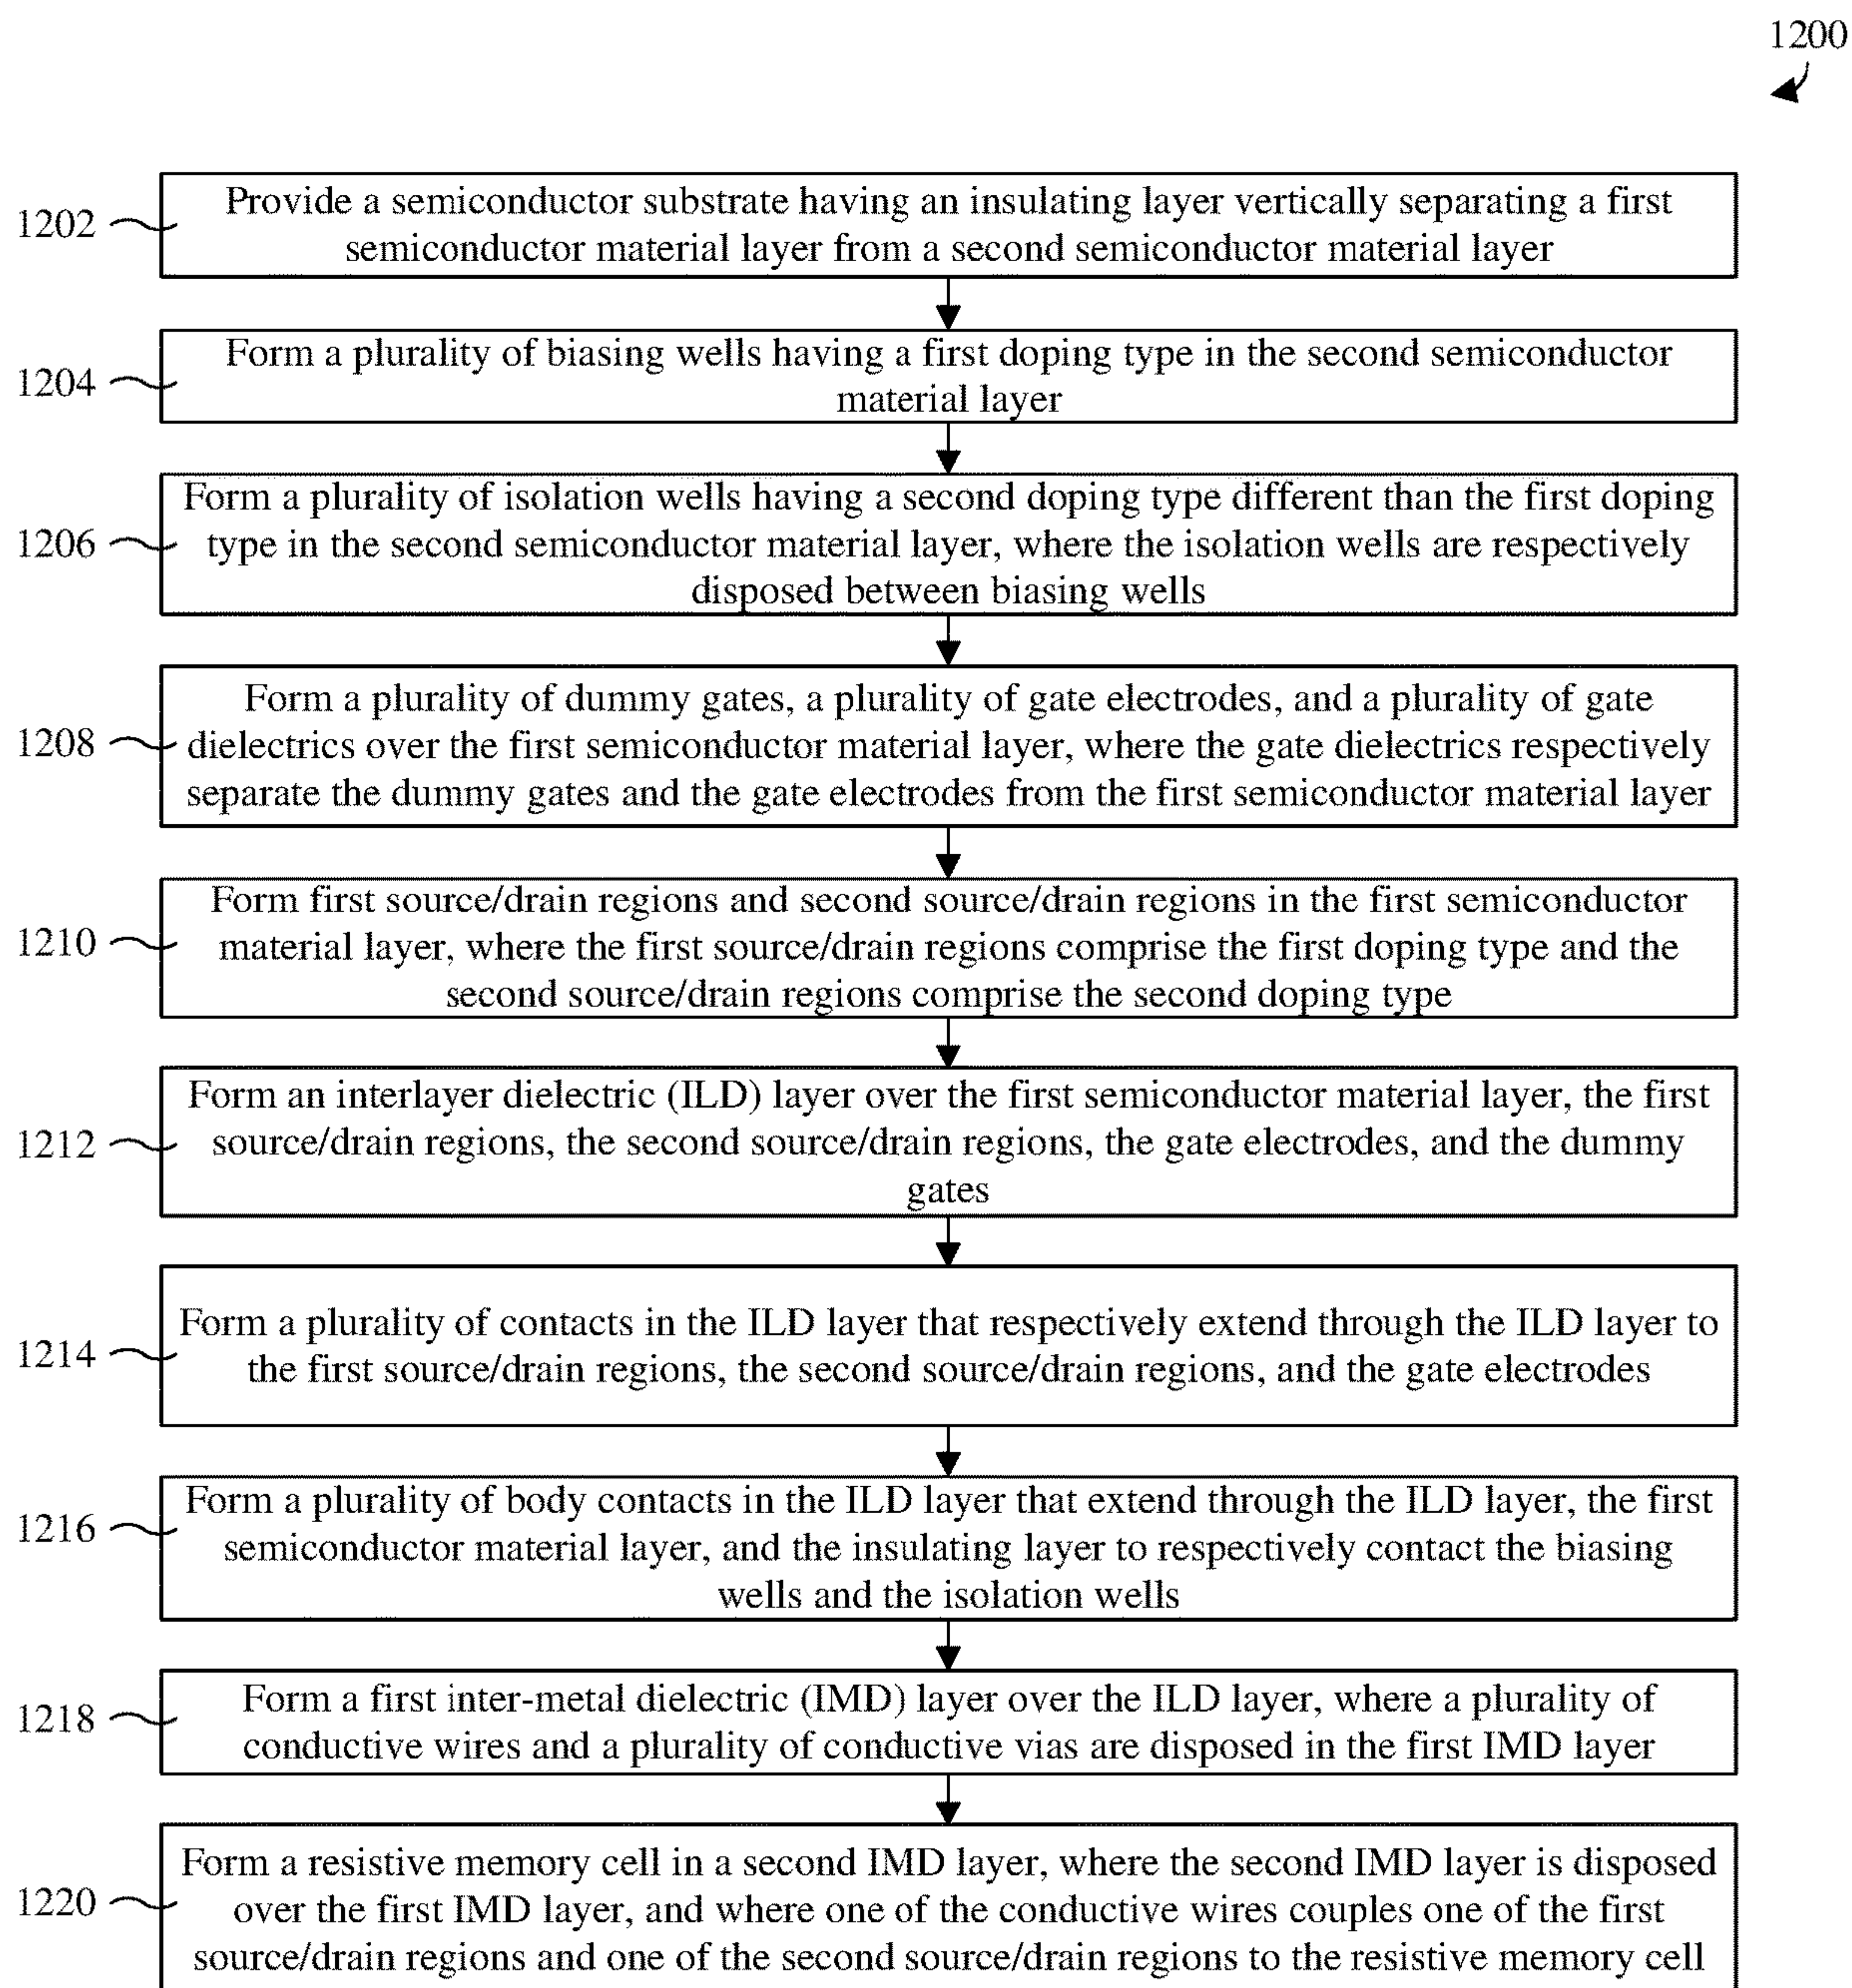 1200
1202
Provide a semiconductor substrate having an insulating layer vertically separating a first
semiconductor material layer from a second semiconductor material layer
1204
Form a plurality of biasing wells having a first doping type in the second semiconductor
material layer
1206
Form a plurality of isolation wells having a second doping type different than the first doping
type in the second semiconductor material layer, where the isolation wells are respectively
disposed between biasing wells
1208
Form a plurality of dummy gates, a plurality of gate electrodes, and a plurality of gate
dielectrics over the first semiconductor material layer, where the gate dielectrics respectively
separate the dummy gates and the gate electrodes from the first semiconductor material layer
1210
Form first source/drain regions and second source/drain regions in the first semiconductor
material layer, where the first source/drain regions comprise the first doping type and the
second source/drain regions comprise the second doping type
1212
Form an interlayer dielectric (ILD) layer over the first semiconductor material layer, the first
source/drain regions, the second source/drain regions, the gate electrodes, and the dummy
gates
1214
Form a plurality of contacts in the ILD layer that respectively extend through the ILD layer to
the first source/drain regions, the second source/drain regions, and the gate electrodes
1216
Form a plurality of body contacts in the ILD layer that extend through the ILD layer, the first
semiconductor material layer, and the insulating layer to respectively contact the biasing
wells and the isolation wells
1218
Form a first inter-metal dielectric (IMD) layer over the ILD layer, where a plurality of
conductive wires and a plurality of conductive vias are disposed in the first IMD layer
1220
Form a resistive memory cell in a second IMD layer, where the second IMD layer is disposed
over the first IMD layer, and where one of the conductive wires couples one of the first
source/drain regions and one of the second source/drain regions to the resistive memory cell